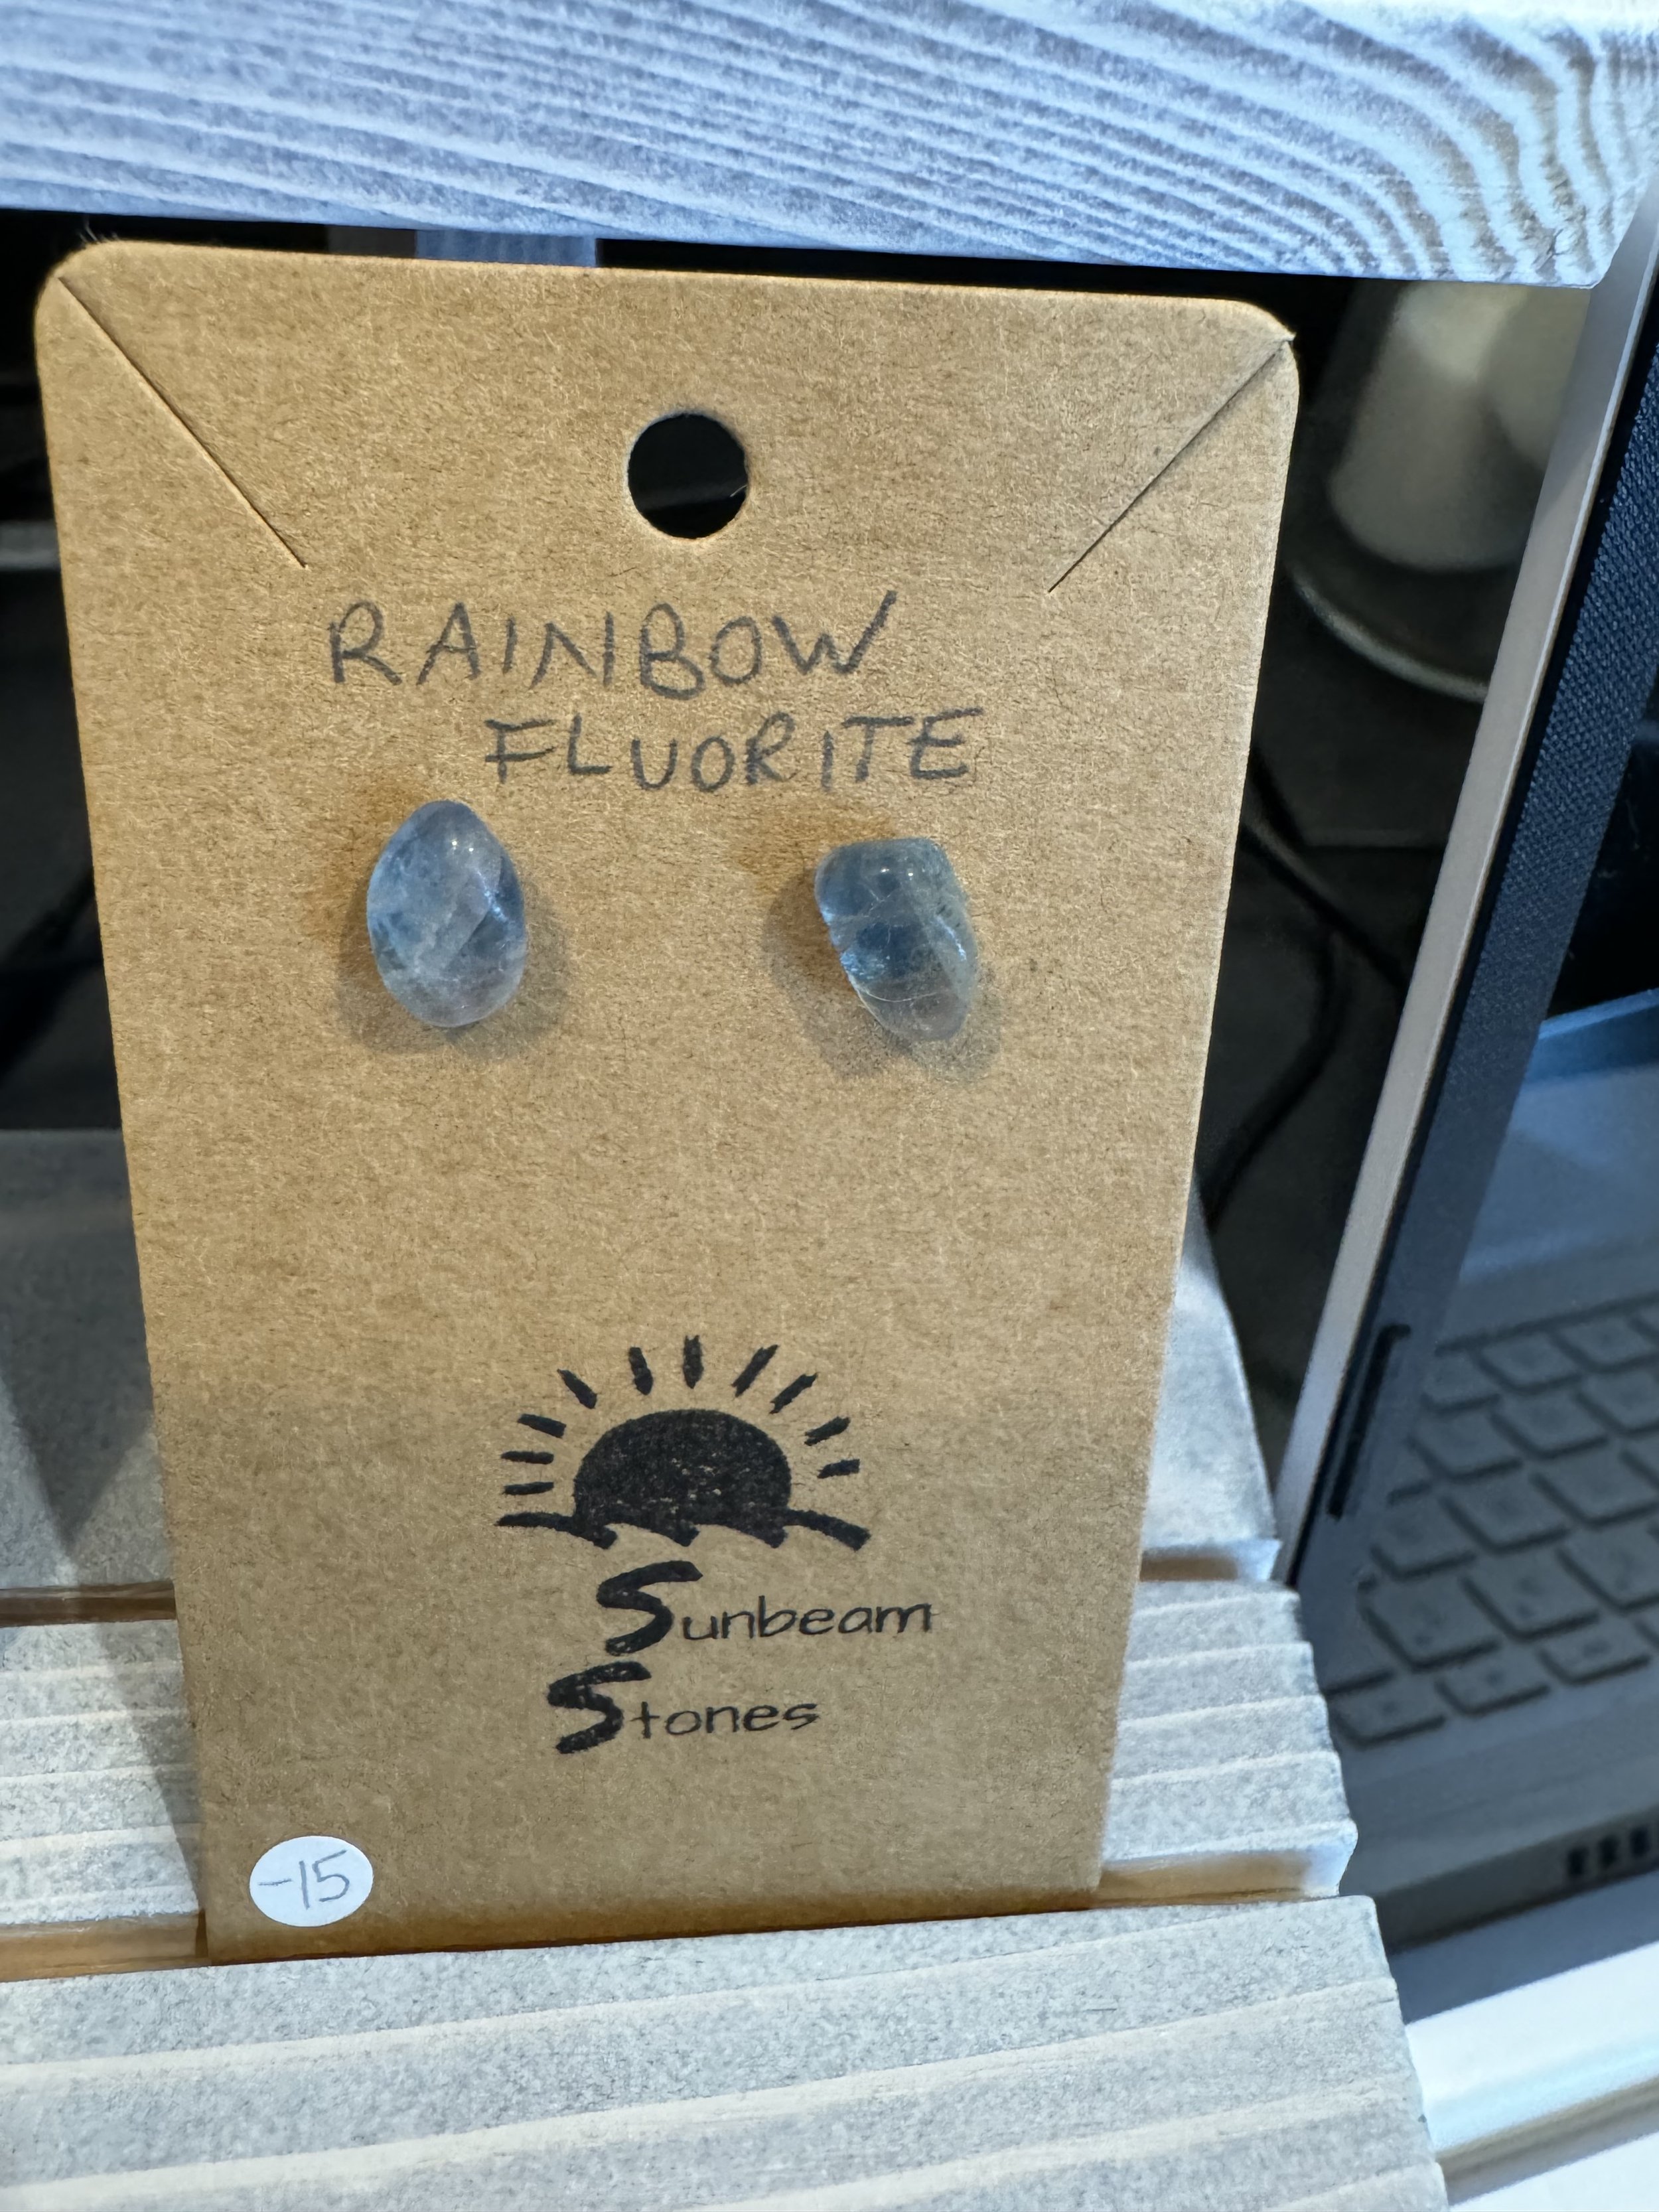 RAINBOW
FLUORITE
Sunbeam
Stones
-15